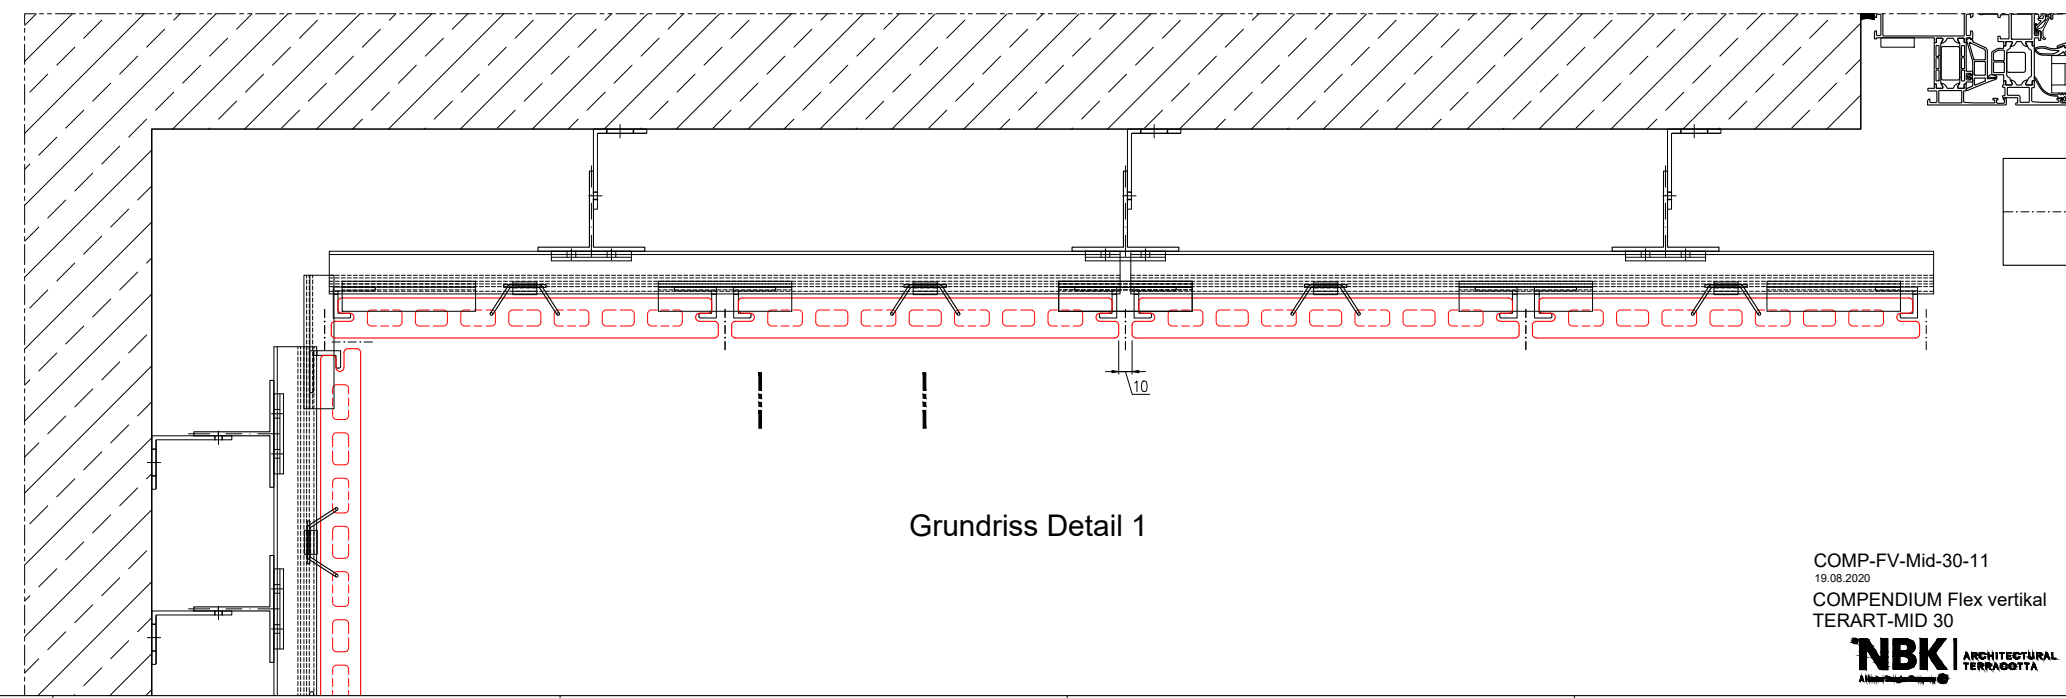 10
Grundriss Detail 1
COMP-FV-Mid-30-11
19.08.2020
COMPENDIUM Flex vertikal
TERART-MID 30
NBK
ARCHITECTURAL
TERRACOTTA